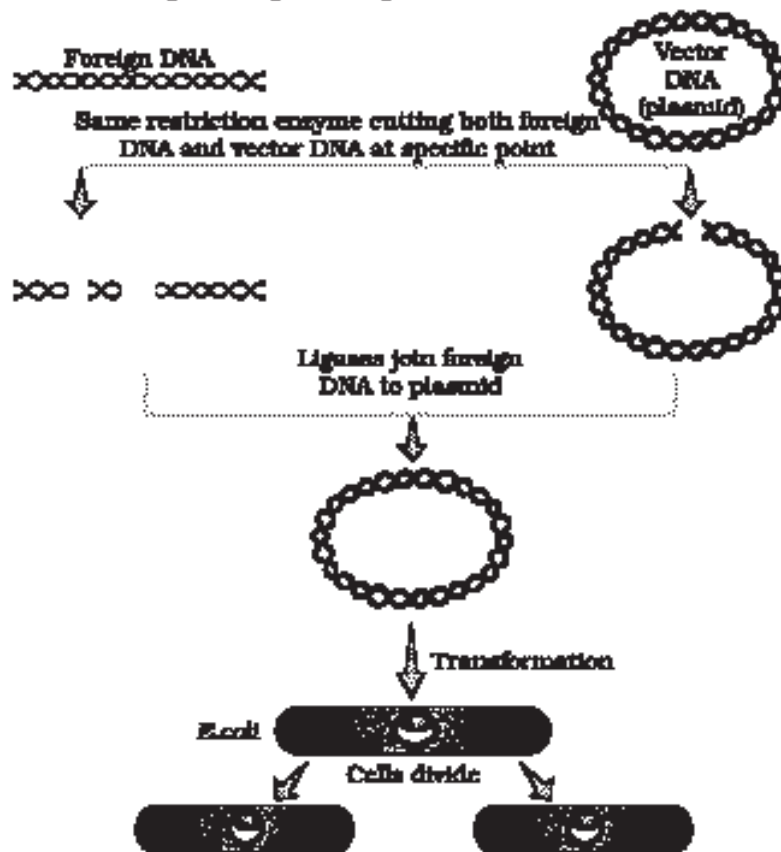 Foreign DNA
Vector
DNA
(plasmid)
Same restriction enzyme cutting both foreign
DNA and vector DNA at specific point
Ligases join foreign
DNA to plasmid
Transformation
E.coli
Cells divide